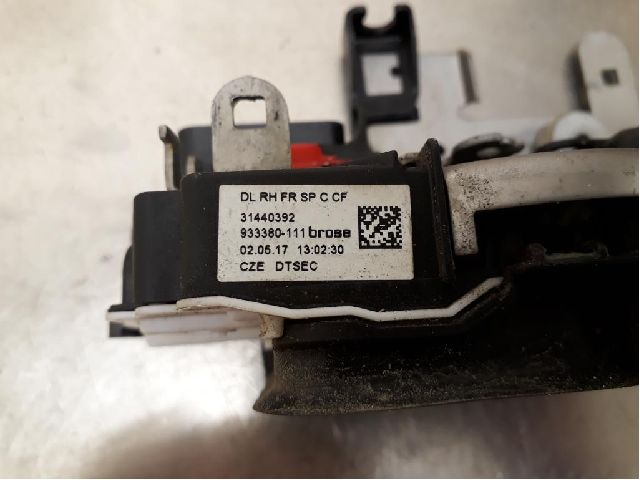 DL RH FR SP C CF
31440392
933380-111 brose
02.05.17 13:02:30
CZE DTSEC